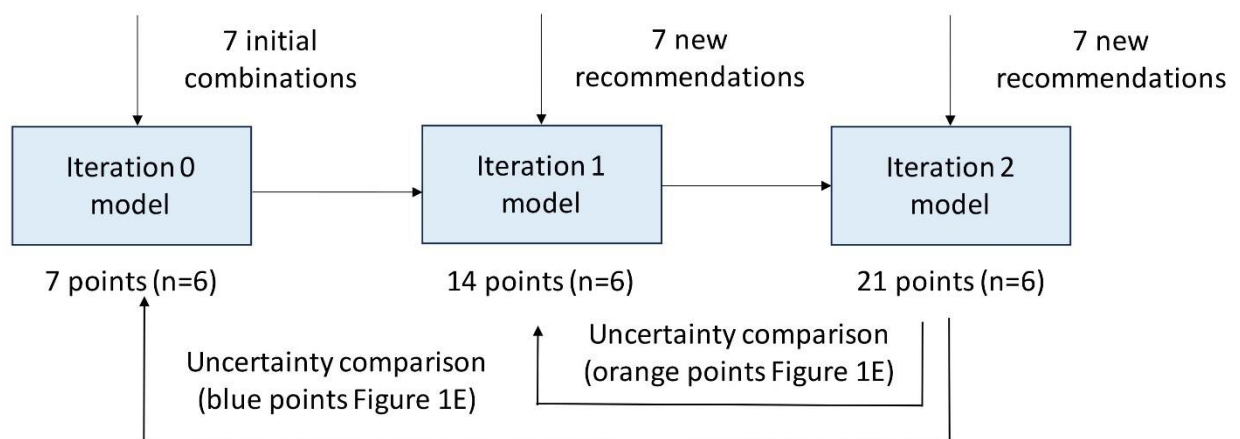 7 initial
combinations
7 new
recommendations
7 new
recommendations
Iteration 0
model
Iteration 1
model
Iteration 2
model
7 points (n=6)
14 points (n=6)
21 points (n=6)
Uncertainty comparison
(blue points Figure 1E)
Uncertainty comparison
(orange points Figure 1E)